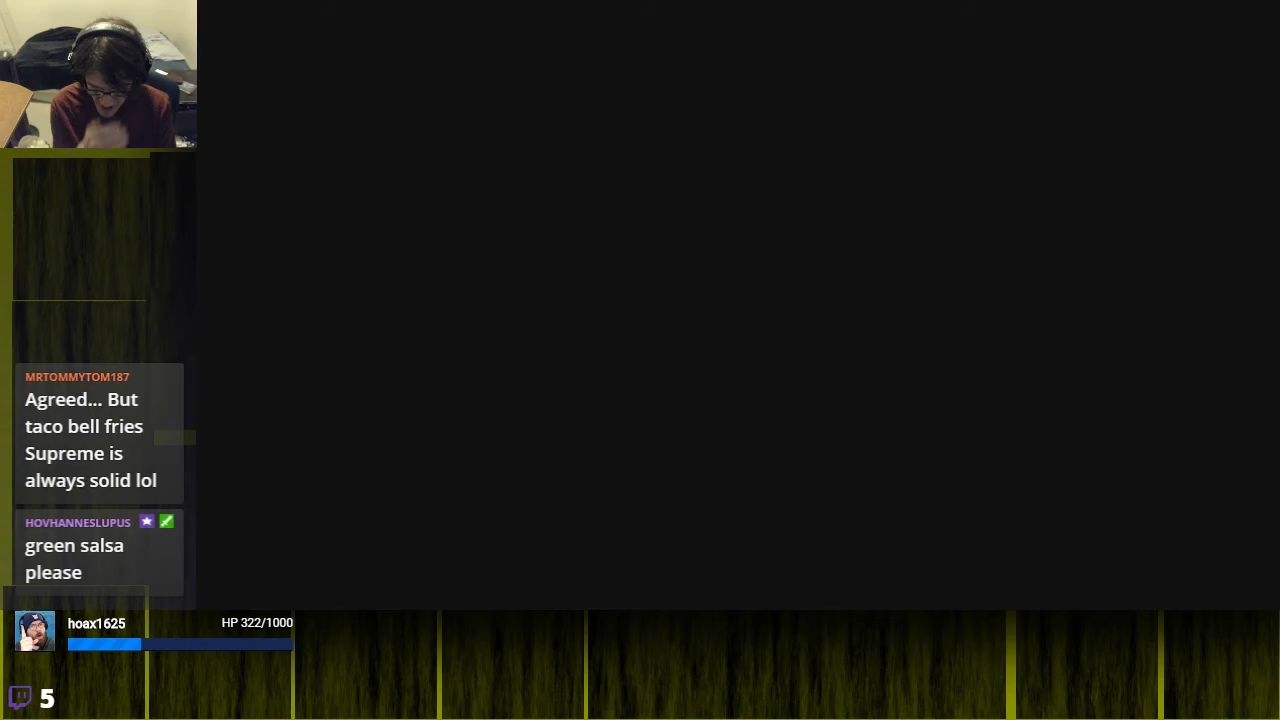 MRTOMMYTOM187
Agreed... But
taco bell fries
Supreme is
always solid lol
HOVHANNESLUPUS
green salsa
please
hoax1625 HP 322/1000
5